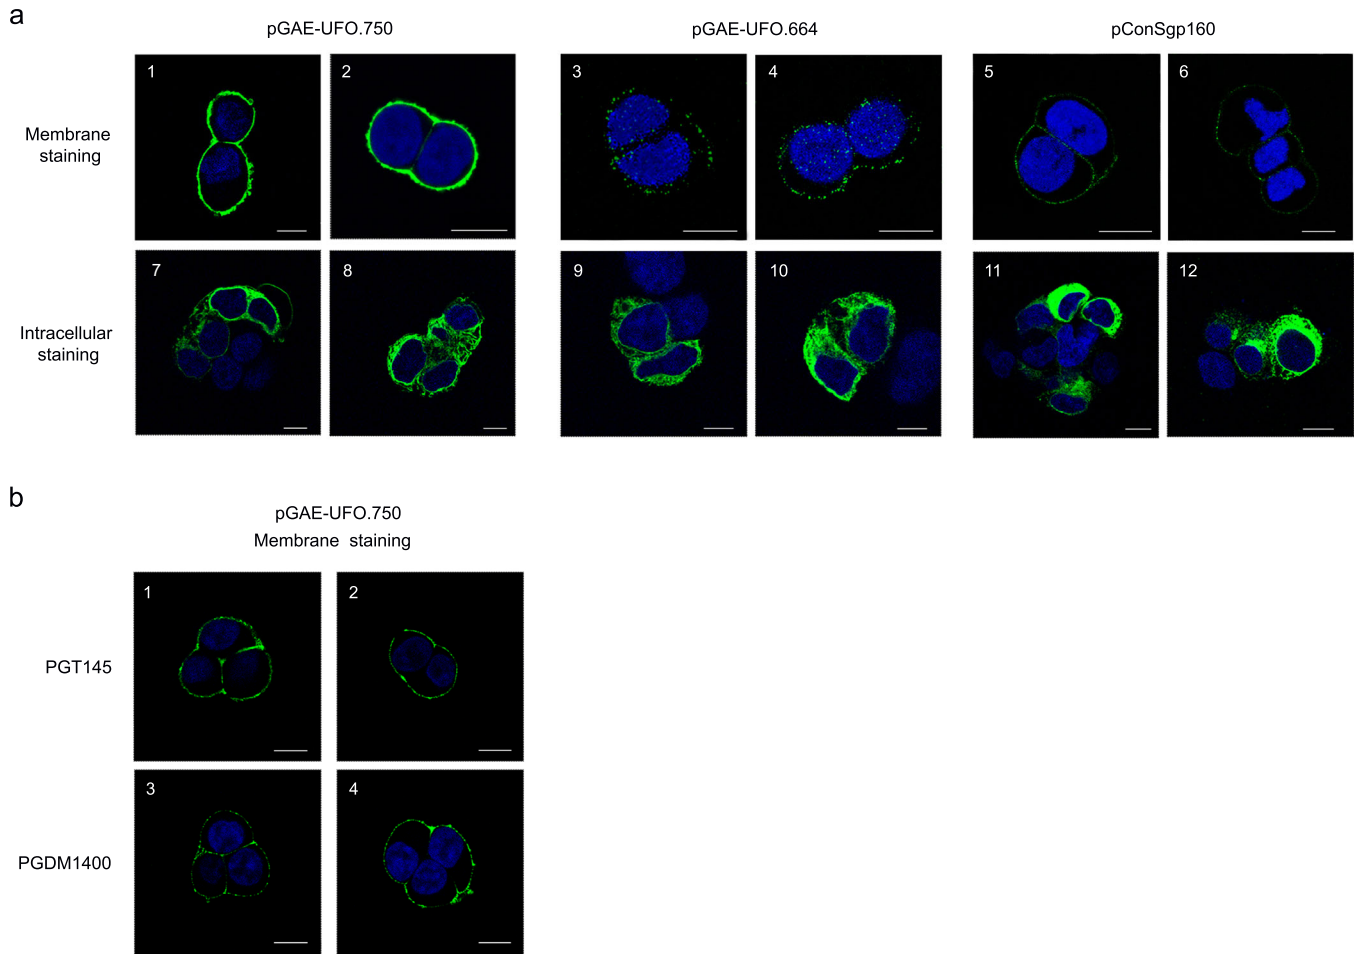 a
pGAE-UFO.750 pGAE-UFO.664 pConSgp160
Membrane
staining
1 2 3 4 5 6
Intracellular
staining
7 8 9 10 11 12
b
pGAE-UFO.750
Membrane staining
PGT145
1 2
PGDM1400
3 4